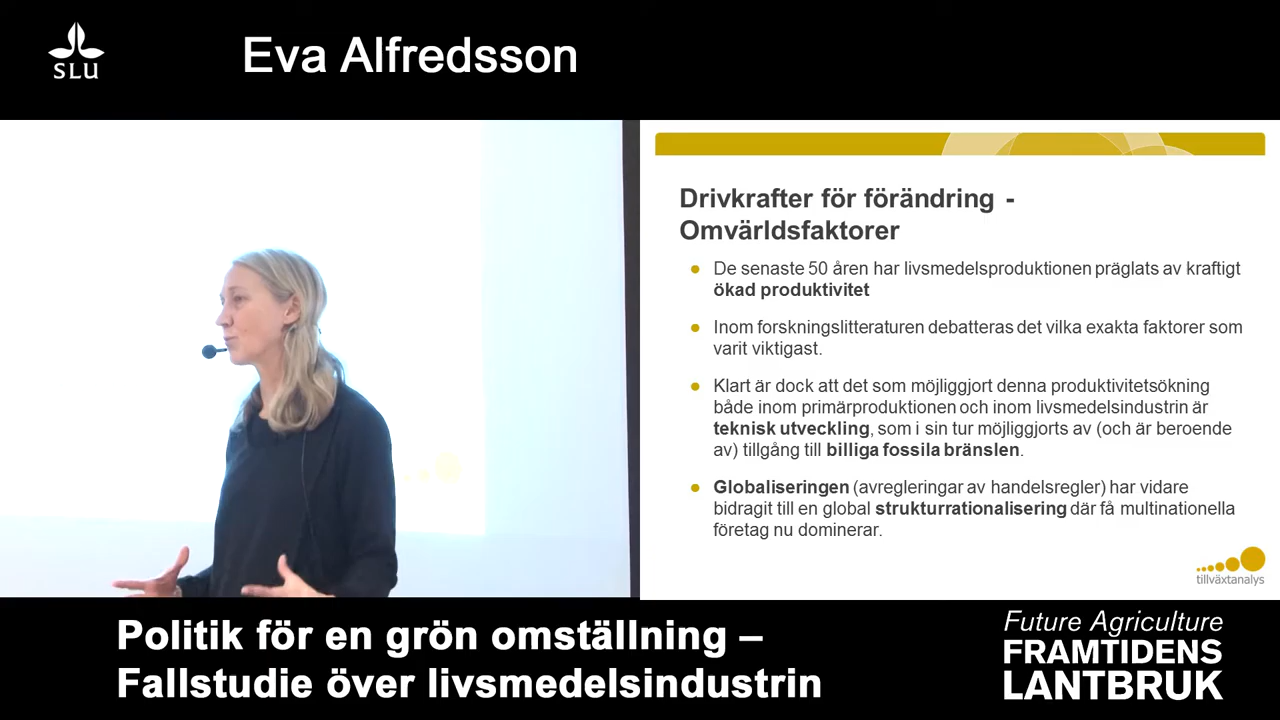 SLU
Eva Alfredsson
Drivkrafter för förändring -
Omvärldsfaktorer
De senaste 50 åren har livsmedelsproduktionen präglats av kraftigt
ökad produktivitet
Inom forskningslitteraturen debatteras det vilka exakta faktorer som
varit viktigast.
Klart är dock att det som möjliggjort denna produktivitetsökning
både inom primärproduktionen och inom livsmedelsindustrin är
teknisk utveckling, som i sin tur möjliggjorts av (och är beroende
av) tillgång till billiga fossila bränslen.
Globaliseringen (avregleringar av handelsregler) har vidare
bidragit till en global strukturrationalisering där få multinationella
företag nu dominerar.
tillväxtanalys
Politik för en grön omställning –
Fallstudie över livsmedelsindustrin
Future Agriculture
FRAMTIDENS
LANTBRUK